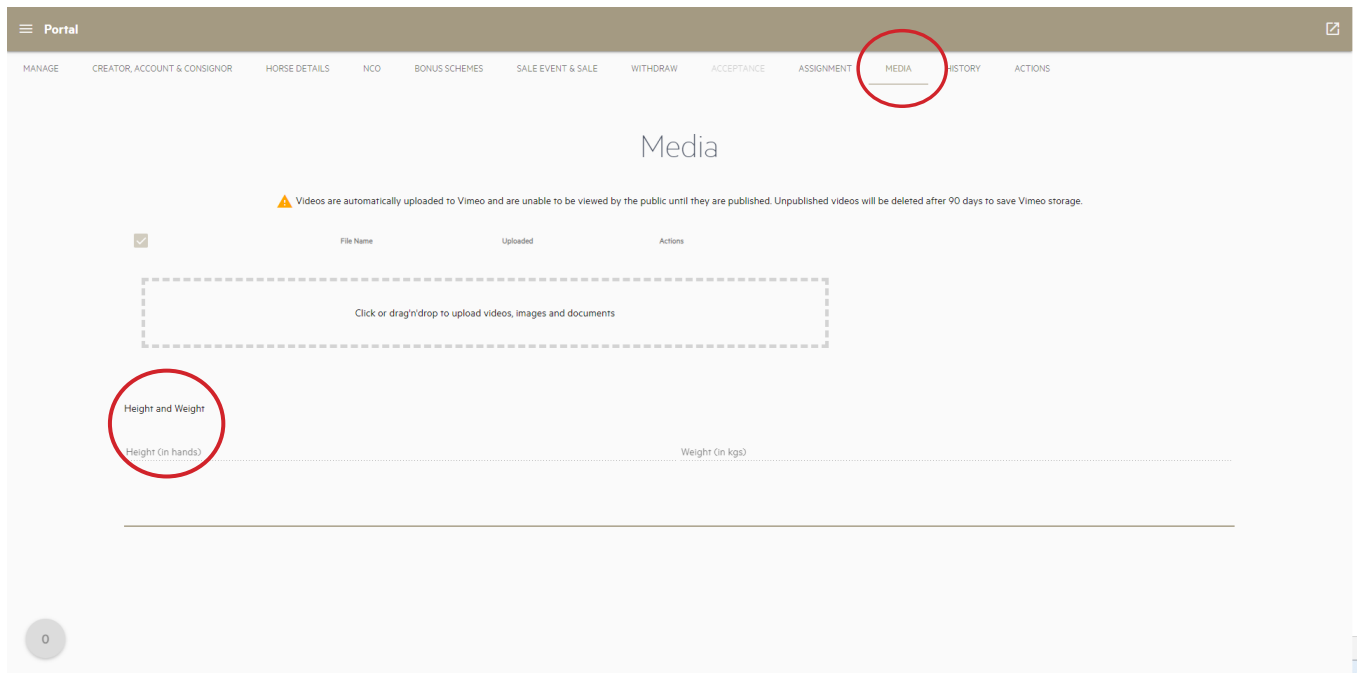 Portal
MANAGE CREATOR, ACCOUNT & CONSIGNOR HORSE DETAILS NCO BONUS SCHEMES SALE EVENT & SALE WITHDRAW ACCEPTANCE ASSIGNMENT MEDIA HISTORY ACTIONS
Media
Videos are automatically uploaded to Vimeo and are unable to be viewed by the public until they are published. Unpublished videos will be deleted after 90 days to save Vimeo storage.
File Name Uploaded Actions
Click or drag'n'drop to upload videos, images and documents
Height and Weight
Height (in hands) Weight (in kgs)
0